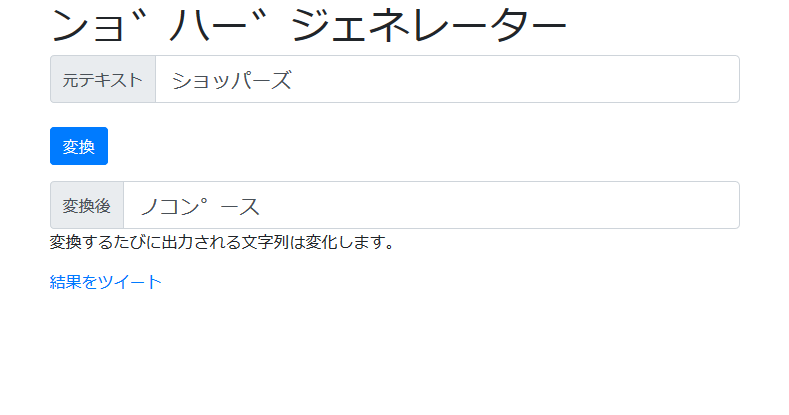 ンョ゛ハー゛ジェネレーター
元テキスト ショッパーズ
変換
変換後 ノコン゜ース
変換するたびに出力される文字列は変化します。
結果をツイート